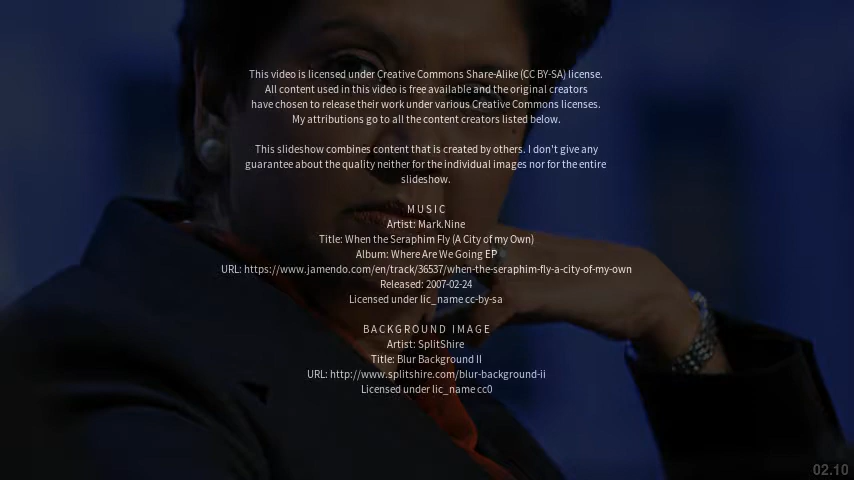 This video is licensed under Creative Commons Share-Alike (CC BY-SA) license.
All content used in this video is free available and the original creators
have chosen to release their work under various Creative Commons licenses.
My attributions go to all the content creators listed below.
This slideshow combines content that is created by others. I don't give any
guarantee about the quality neither for the individual images nor for the entire
slideshow.
MUSIC
Artist: Mark.Nine
Title: When the Seraphim Fly (A City of my Own)
Album: Where Are We Going EP
URL: https://www.jamendo.com/en/track/36537/when-the-seraphim-fly-a-city-of-my-own
Released: 2007-02-24
Licensed under lic_name cc-by-sa
BACKGROUND IMAGE
Artist: SplitShire
Title: Blur Background II
URL: http://www.splitshire.com/blur-background-ii
Licensed under lic_name cc0
02.10